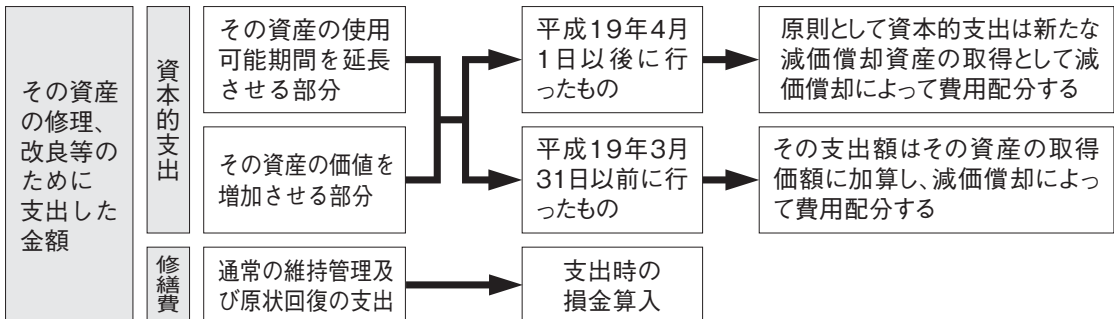 その資産
の修理、
改良等の
ために
支出した
金額
資本的支出
その資産の使用
可能期間を延長
させる部分
その資産の価値を
増加させる部分
平成19年4月
1日以後に行
ったもの
原則として資本的支出は新たな
減価償却資産の取得として減
価償却によって費用配分する
平成19年3月
31日以前に行
ったもの
その支出額はその資産の取得
価額に加算し、減価償却によっ
て費用配分する
修繕費
通常の維持管理及
び原状回復の支出
支出時の
損金算入